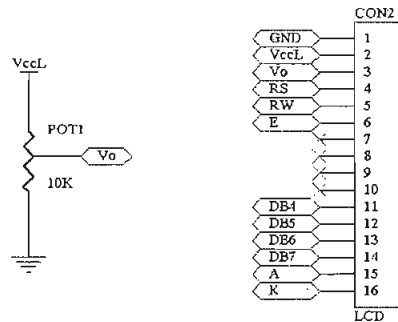 VccL
POT1
Vo
10K
CON2
GND 1
VccL 2
Vo 3
RS 4
RW 5
E 6
7
8
9
10
DB4 11
DB5 12
DB6 13
DB7 14
A 15
K 16
LCD